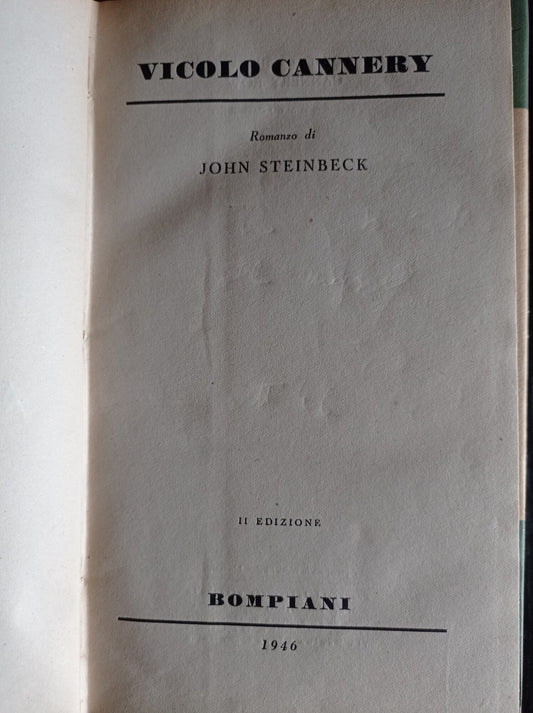 VICOLO CANNERY
Romanzo di
JOHN STEINBECK
II EDIZIONE
BOMPIANI
1946